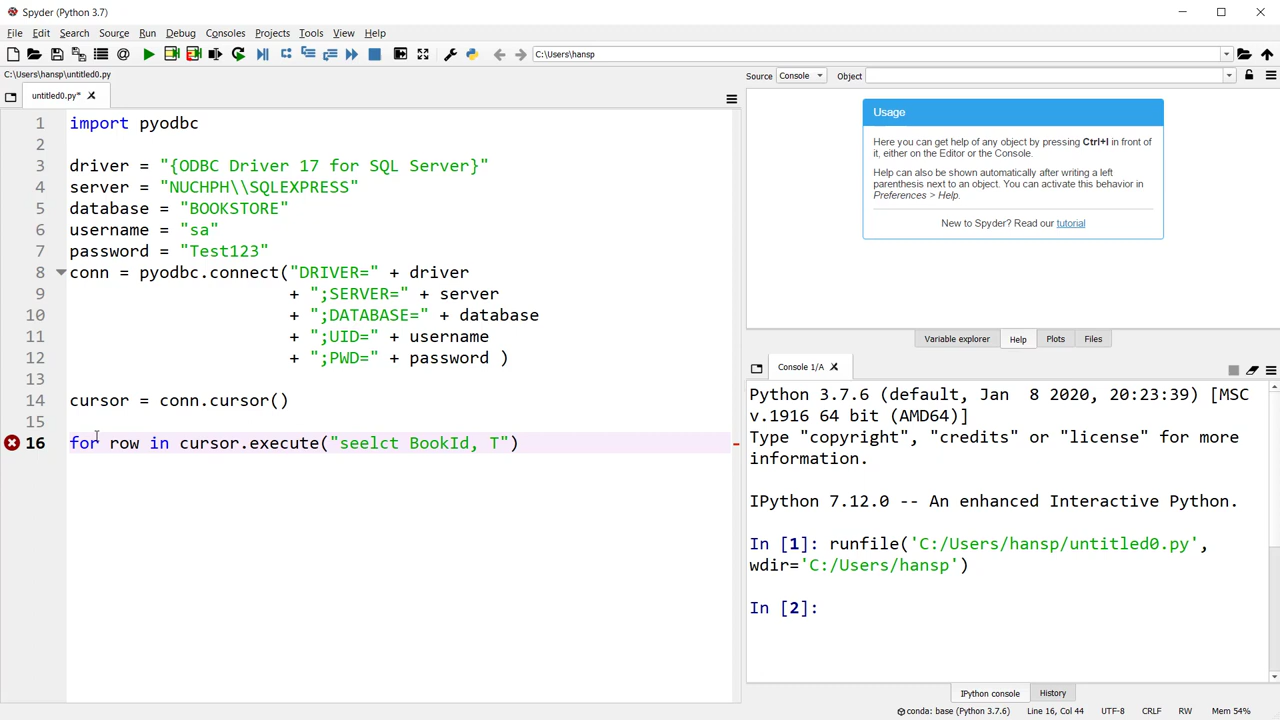 Spyder (Python 3.7)
File Edit Search Source Run Debug Consoles Projects Tools View Help
C:\Users\hansp
C:\Users\hansp\untitled0.py
untitled0.py*
1 import pyodbc
2
3 driver = "{ODBC Driver 17 for SQL Server}"
4 server = "NUCHPH\\SQLEXPRESS"
5 database = "BOOKSTORE"
6 username = "sa"
7 password = "Test123"
8 conn = pyodbc.connect("DRIVER=" + driver
9 + ";SERVER=" + server
10 + ";DATABASE=" + database
11 + ";UID=" + username
12 + ";PWD=" + password )
13
14 cursor = conn.cursor()
15
16 for row in cursor.execute("seelct BookId, T")
Source Console Object
Usage
Here you can get help of any object by pressing Ctrl+I in front of
it, either on the Editor or the Console.
Help can also be shown automatically after writing a left
parenthesis next to an object. You can activate this behavior in
Preferences > Help.
New to Spyder? Read our tutorial
Variable explorer Help Plots Files
Console 1/A
Python 3.7.6 (default, Jan  8 2020, 20:23:39) [MSC
v.1916 64 bit (AMD64)]
Type "copyright", "credits" or "license" for more
information.
IPython 7.12.0 -- An enhanced Interactive Python.
In [1]: runfile('C:/Users/hansp/untitled0.py',
wdir='C:/Users/hansp')
In [2]:
IPython console History
conda: base (Python 3.7.6) Line 16, Col 44 UTF-8 CRLF RW Mem 54%